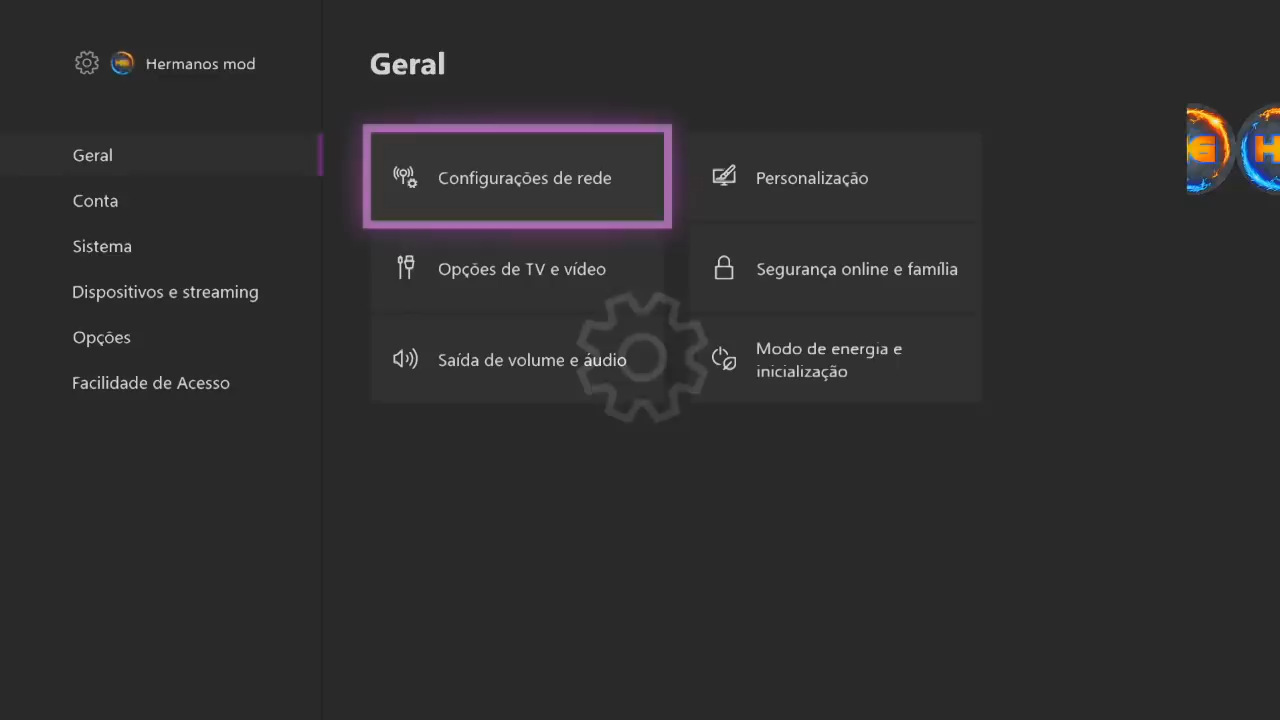 Hermanos mod
Geral
Conta
Sistema
Dispositivos e streaming
Opções
Facilidade de Acesso
Geral
Configurações de rede
Personalização
Opções de TV e vídeo
Segurança online e família
Saída de volume e áudio
Modo de energia e
inicialização